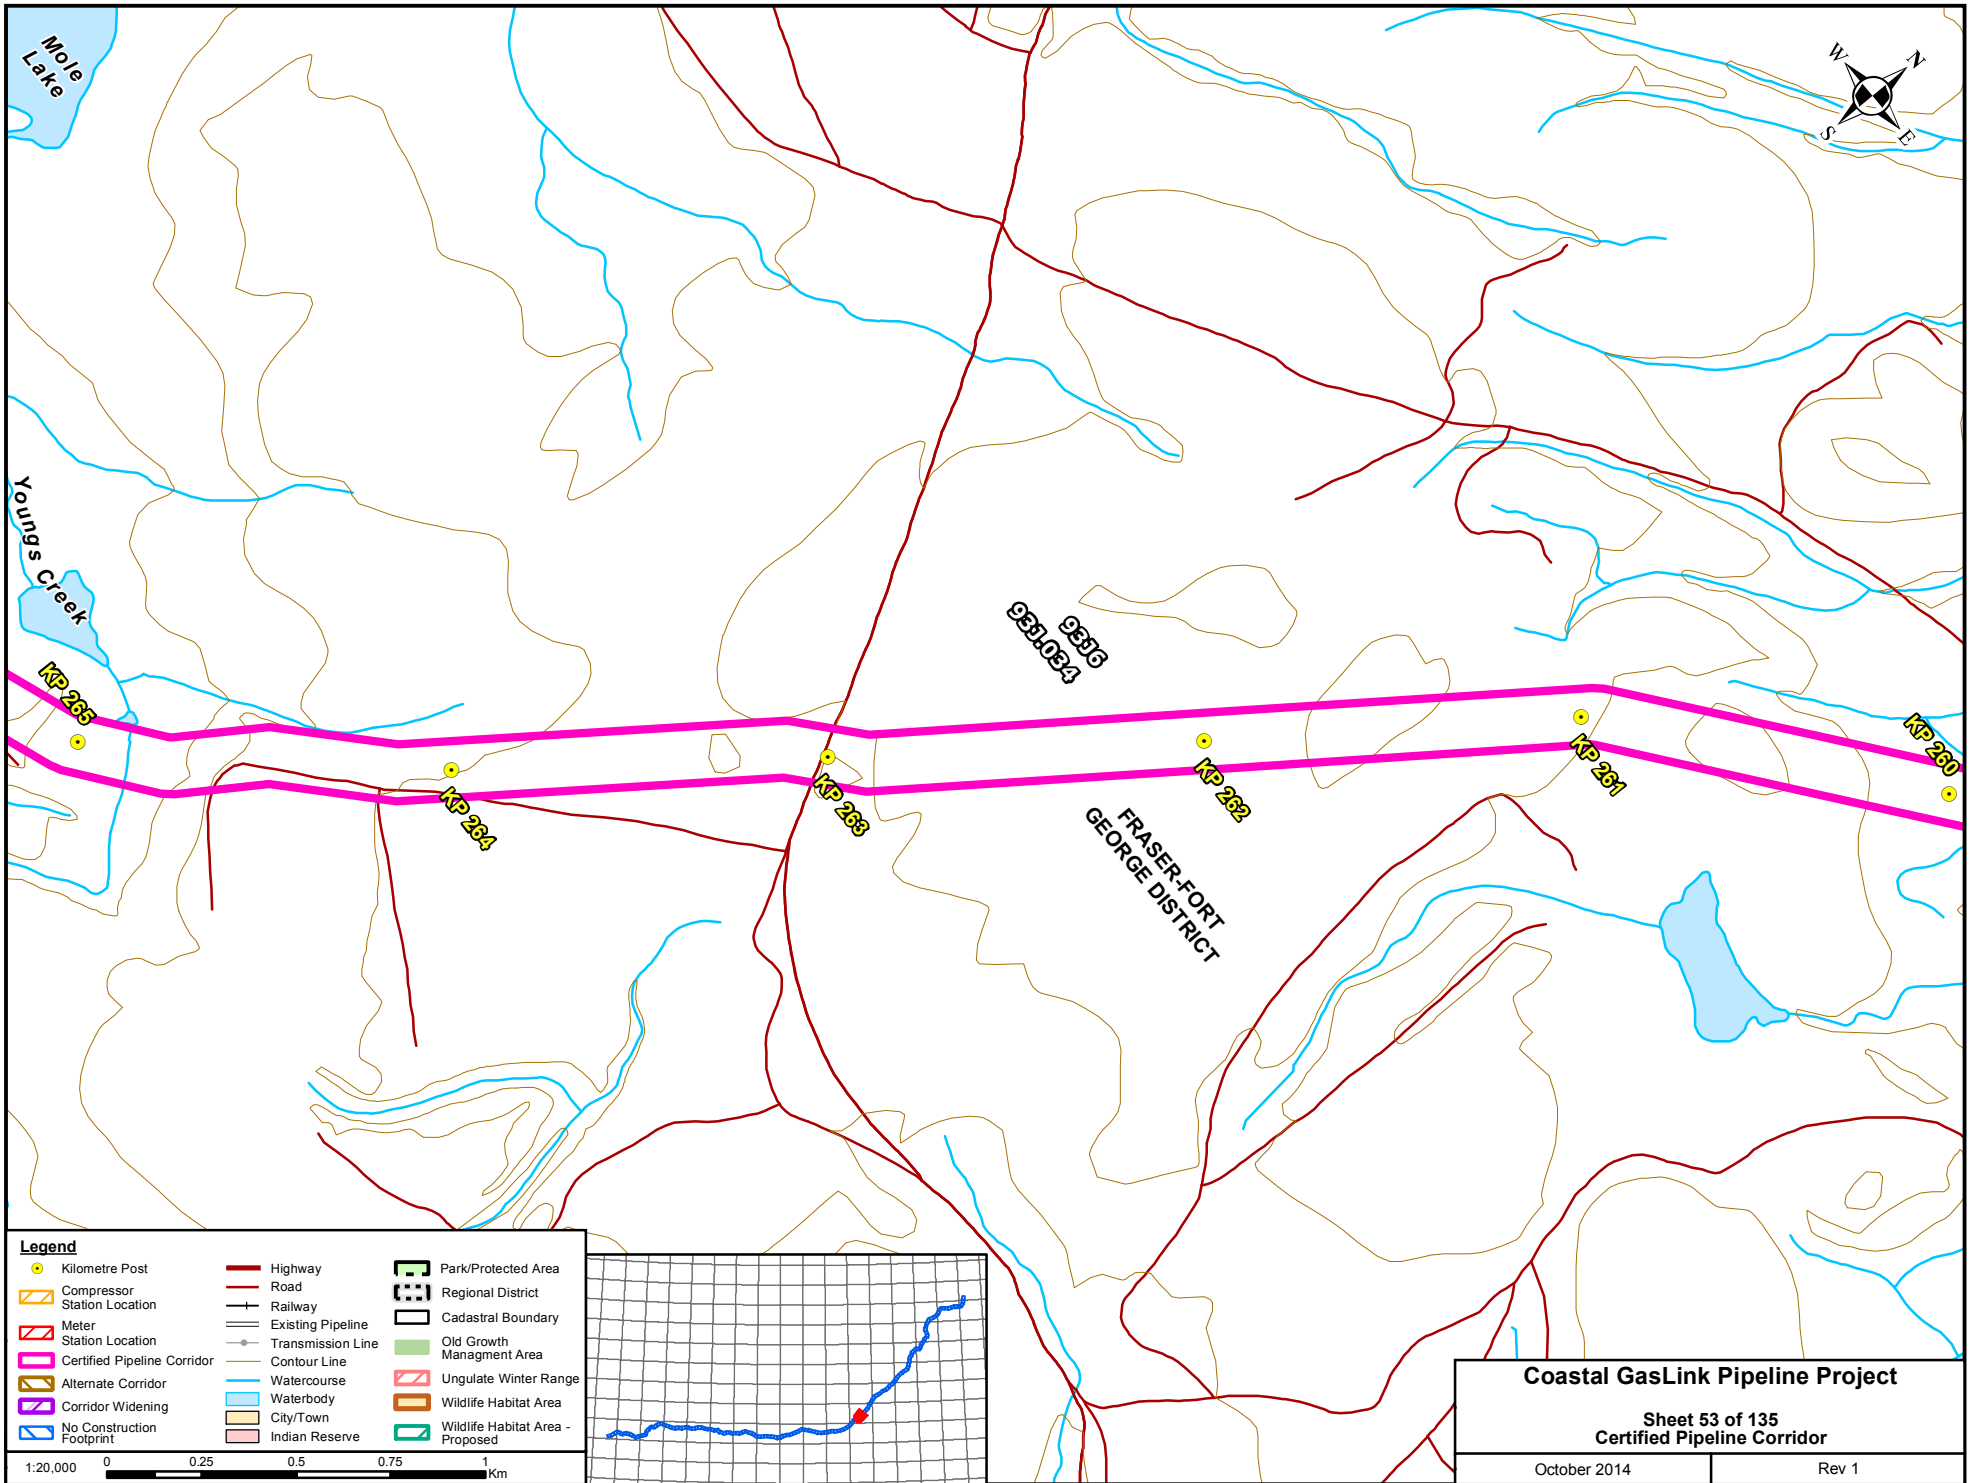 Mole
Lake
W
N
S
E
Youngs Creek
KP 265
KP 264
KP 263
KP 262
KP 261
KP 260
93J6
93J.034
FRASER-FORT
GEORGE DISTRICT
Legend
Kilometre Post
Compressor
Station Location
Meter
Station Location
Certified Pipeline Corridor
Alternate Corridor
Corridor Widening
No Construction
Footprint
Highway
Road
Railway
Existing Pipeline
Transmission Line
Contour Line
Watercourse
Waterbody
City/Town
Indian Reserve
Park/Protected Area
Regional District
Cadastral Boundary
Old Growth
Managment Area
Ungulate Winter Range
Wildlife Habitat Area
Wildlife Habitat Area -
Proposed
1:20,000
0 0.25 0.5 0.75 1
Km
Coastal GasLink Pipeline Project
Sheet 53 of 135
Certified Pipeline Corridor
October 2014
Rev 1